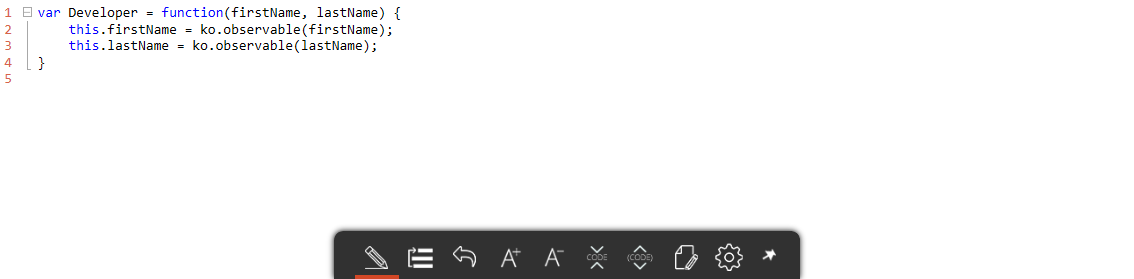 1 var Developer = function(firstName, lastName) {
2 this.firstName = ko.observable(firstName);
3 this.lastName = ko.observable(lastName);
4 }
5
A+ A- CODE (CODE)